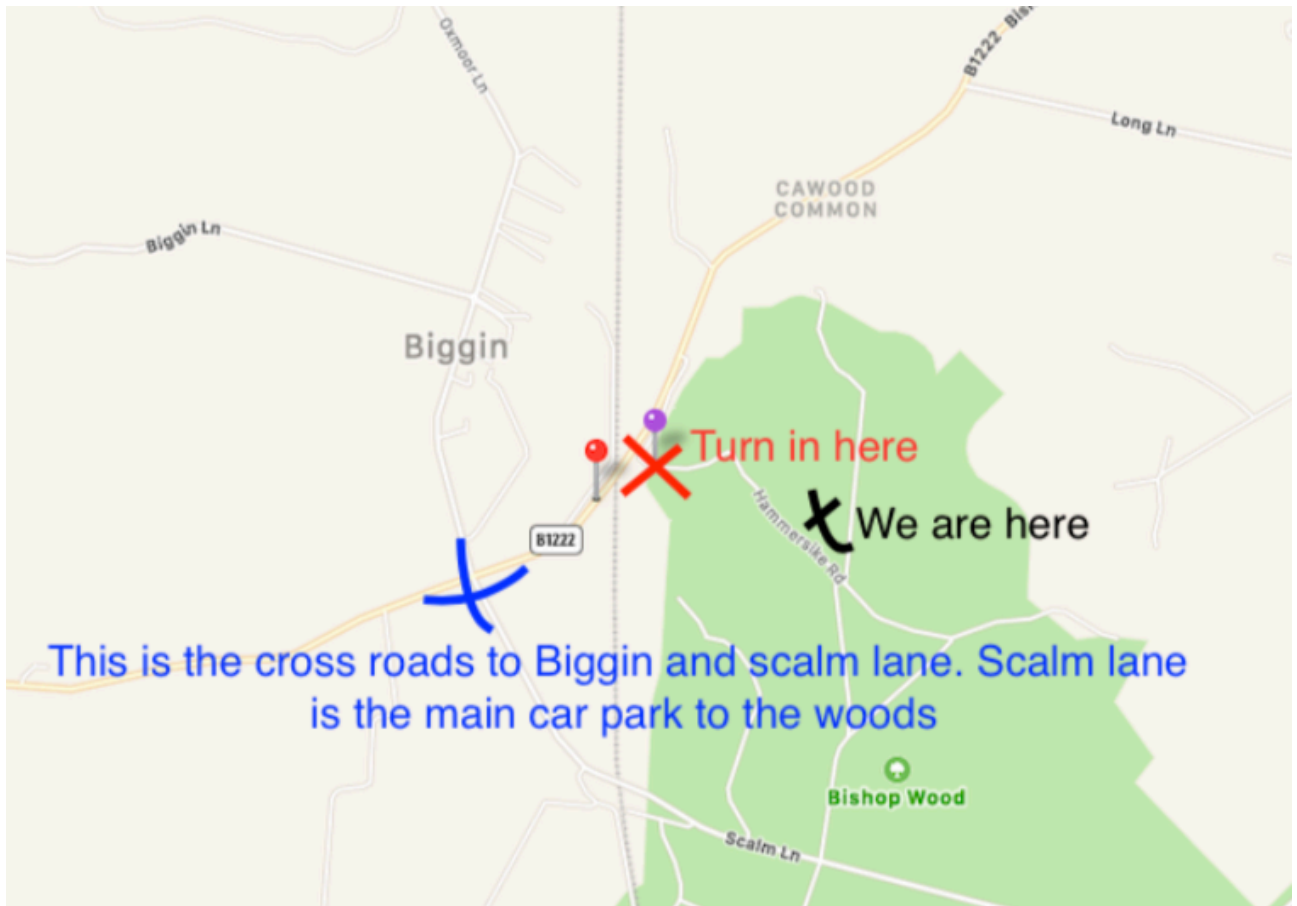 Oxmoor Ln
B1222
Long Ln
CAWOOD
COMMON
Biggin Ln
Biggin
Turn in here
Hammersike Rd
We are here
B1222
This is the cross roads to Biggin and scalm lane. Scalm lane
is the main car park to the woods
Bishop Wood
Scalm Ln